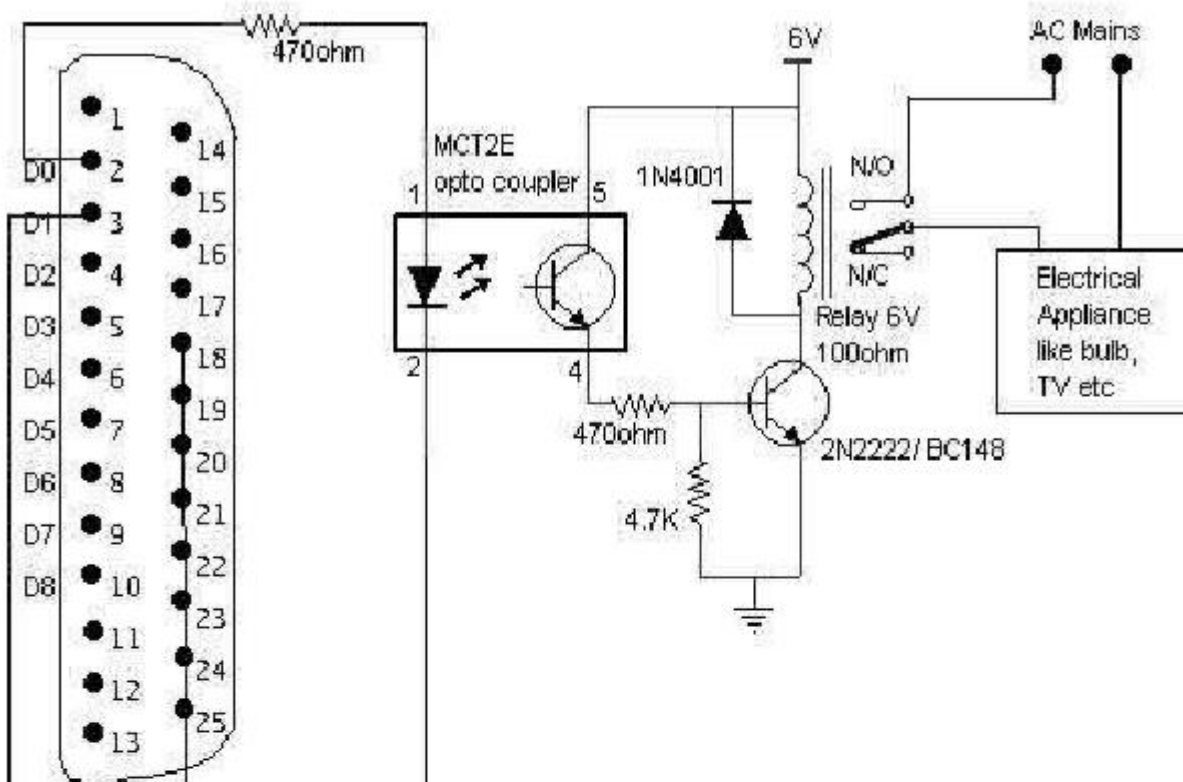 470ohm
6V
AC Mains
1
14
D0
2
15
D1
3
16
D2
4
17
D3
5
18
D4
6
19
D5
7
20
D6
8
21
D7
9
22
D8
10
23
11
24
12
25
13
MCT2E
opto coupler
1
5
2
4
1N4001
N/O
N/C
Relay 6V
100ohm
Electrical
Appliance
like bulb,
TV etc
470ohm
2N2222/ BC148
4.7K